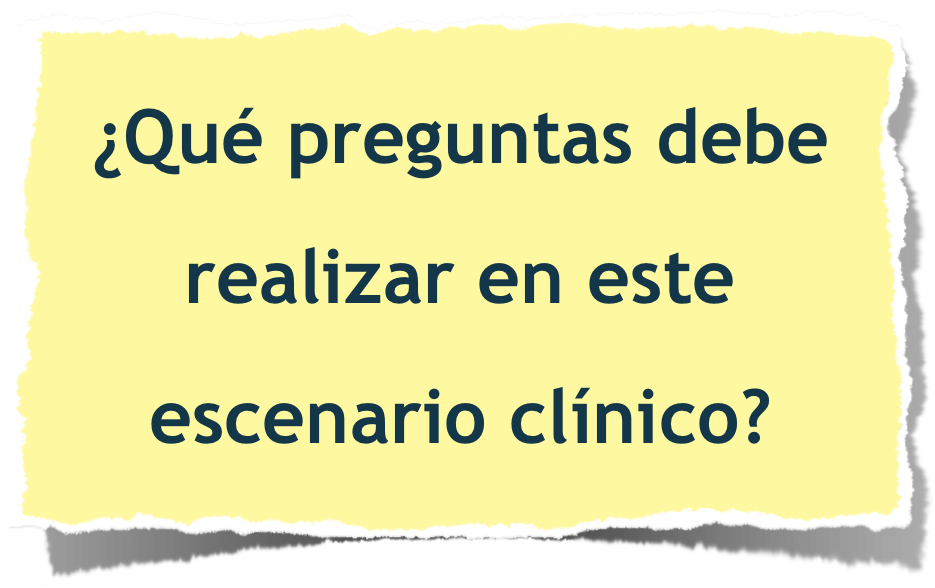 ¿Qué preguntas debe
realizar en este
escenario clínico?